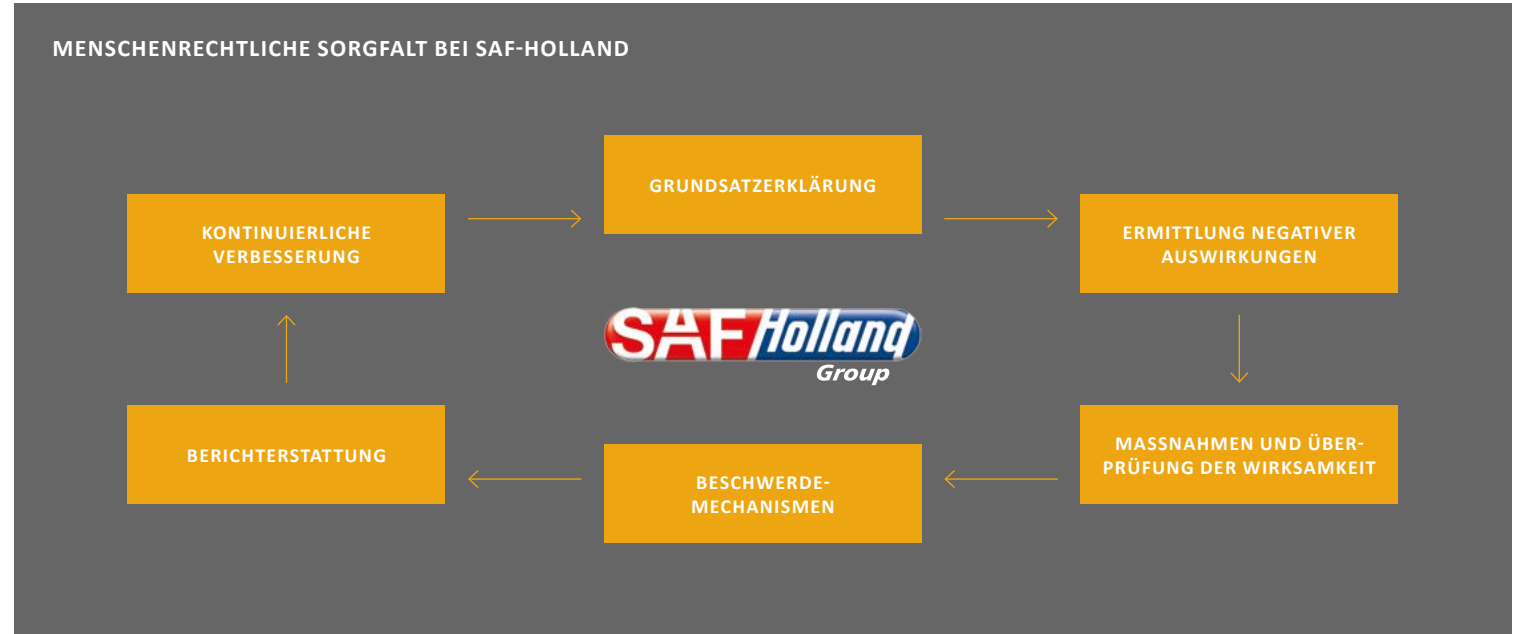 MENSCHENRECHTLICHE SORGFALT BEI SAF-HOLLAND
GRUNDSATZERKLÄRUNG
KONTINUIERLICHE
VERBESSERUNG
ERMITTLUNG NEGATIVER
AUSWIRKUNGEN
SAF Holland
Group
BERICHTERSTATTUNG
BESCHWERDE-
MECHANISMEN
MASSNAHMEN UND ÜBER-
PRÜFUNG DER WIRKSAMKEIT